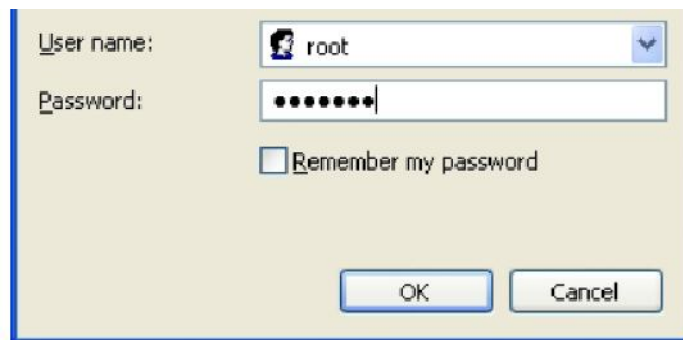 User name: root
Password: •••••••
Remember my password
OK Cancel